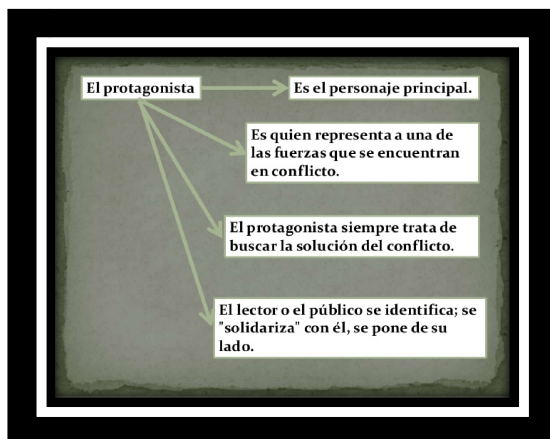 El protagonista
Es el personaje principal.
Es quien representa a una de
las fuerzas que se encuentran
en conflicto.
El protagonista siempre trata de
buscar la solución del conflicto.
El lector o el público se identifica; se
"solidariza" con él, se pone de su
lado.